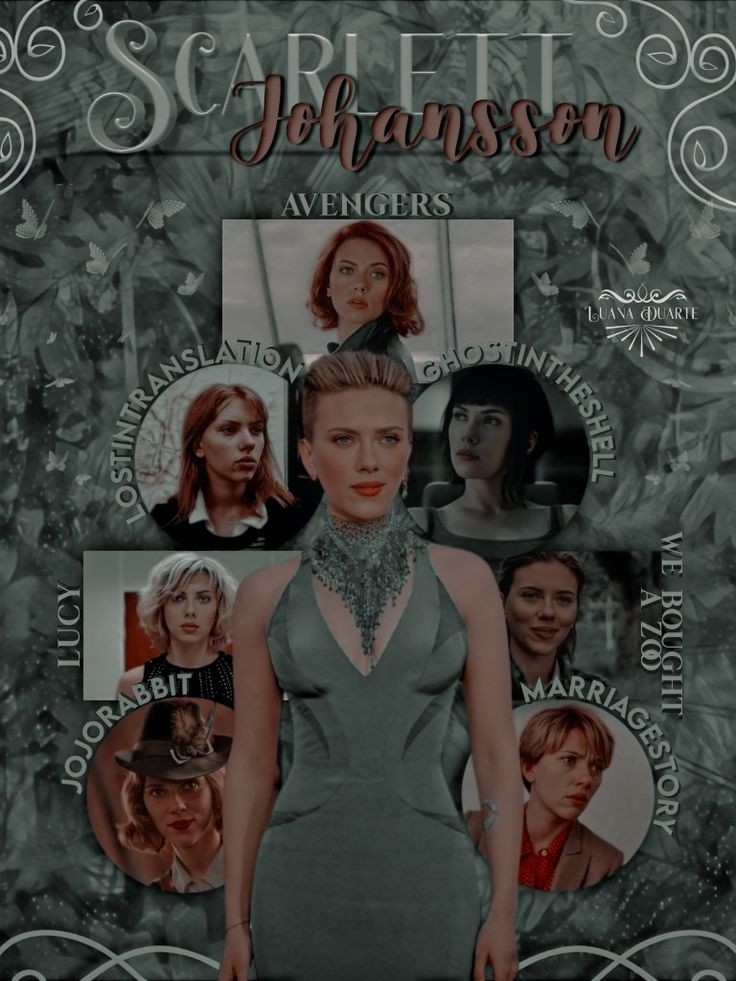 SCARLETT
Johansson
AVENGERS
LUANA DUARTE
LOSTINTRANSLATION
GHOSTINTHESHELL
LUCY
WE BOUGHT
A ZOO
JOJORABBIT
MARRIAGESTORY